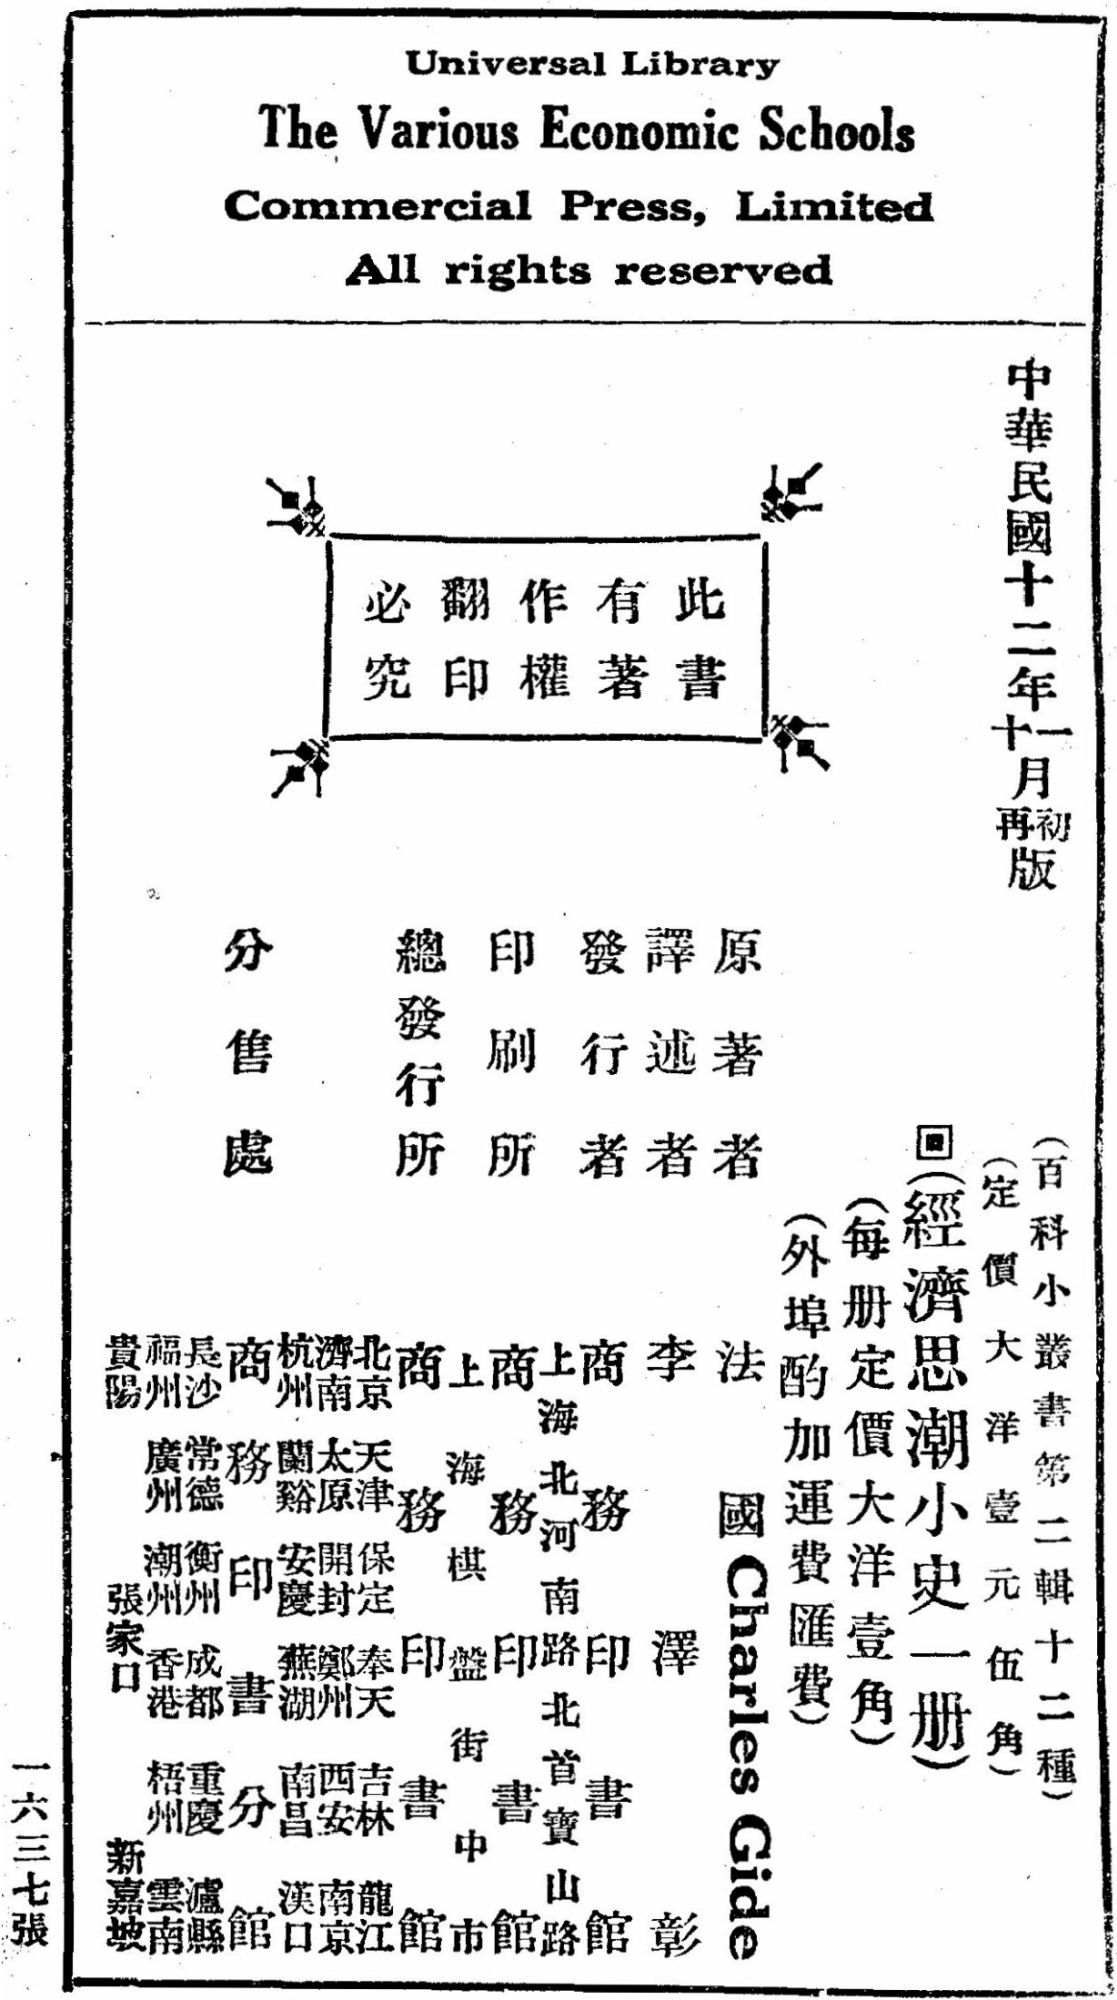 Universal Library
The Various Economic Schools
Commercial Press, Limited
All rights reserved
中華民國十二年一月初版
十　再
此書
有著
作權
翻印
必究
(百科小叢書第二輯十二種)
(定價大洋壹元伍角)
回(經濟思潮小史一册)
(每册定價大洋壹角)
(外埠酌加運費匯費)
原著者 法國 Charles Gide
譯述者 李澤彰
發行者 商務印書館
上海北河南路北首寶山路
印刷所 商務印書館
上海棋盤街中市
總發行所 商務印書館
北京 天津 保定 奉天 吉林 龍江
濟南 太原 開封 鄭州 西安 南京
杭州 蘭谿 安慶 蕪湖 南昌 漢口
分售處 商務印書分館
長沙 常德 衡州 成都 重慶 瀘縣
福州 廣州 潮州 香港 梧州 雲南
貴陽 張家口 新嘉坡
一六三七張